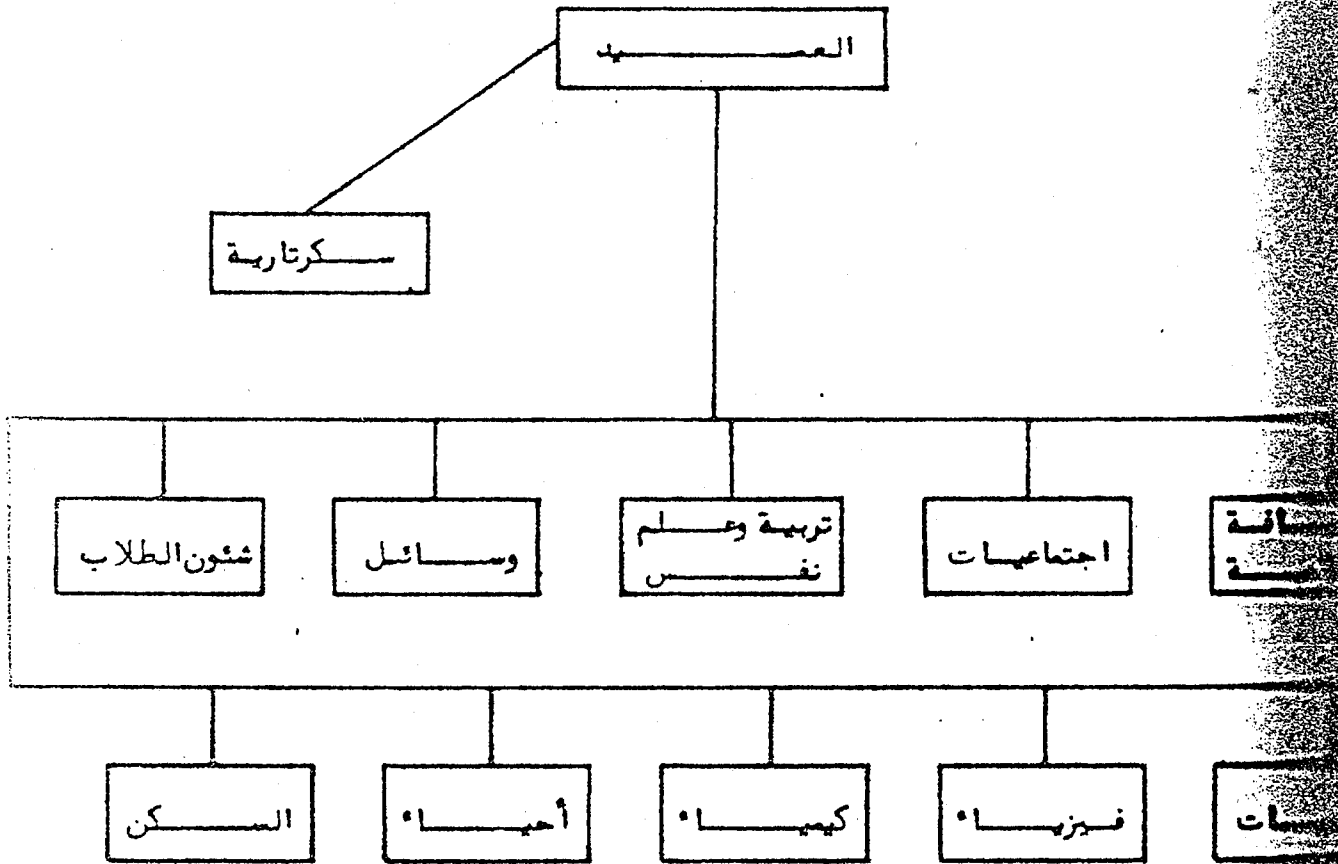 العميد
سكرتارية
اجتماعيات
تربية وعلم
نفس
وسائل
شئون الطلاب
فيزياء
كيمياء
أحياء
السكن